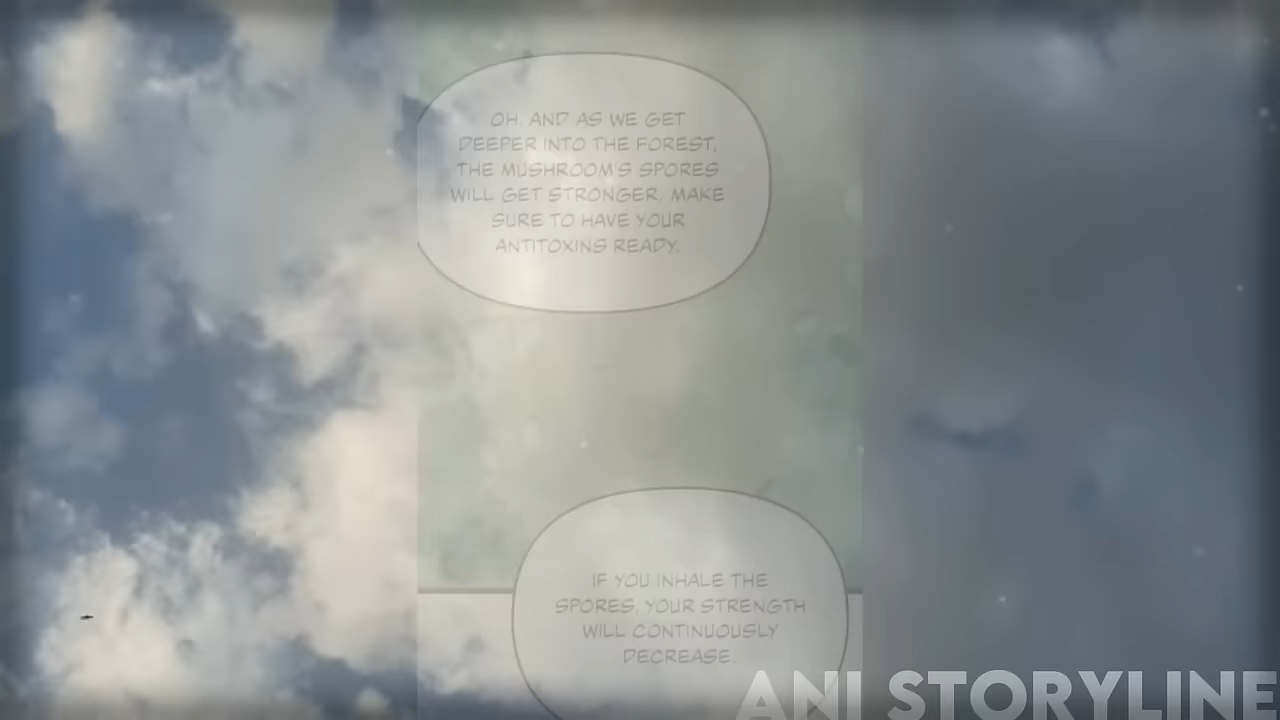 OH, AND AS WE GET
DEEPER INTO THE FOREST,
THE MUSHROOM'S SPORES
WILL GET STRONGER. MAKE
SURE TO HAVE YOUR
ANTITOXINS READY.
IF YOU INHALE THE
SPORES, YOUR STRENGTH
WILL CONTINUOUSLY
DECREASE.
ANI STORYLINE